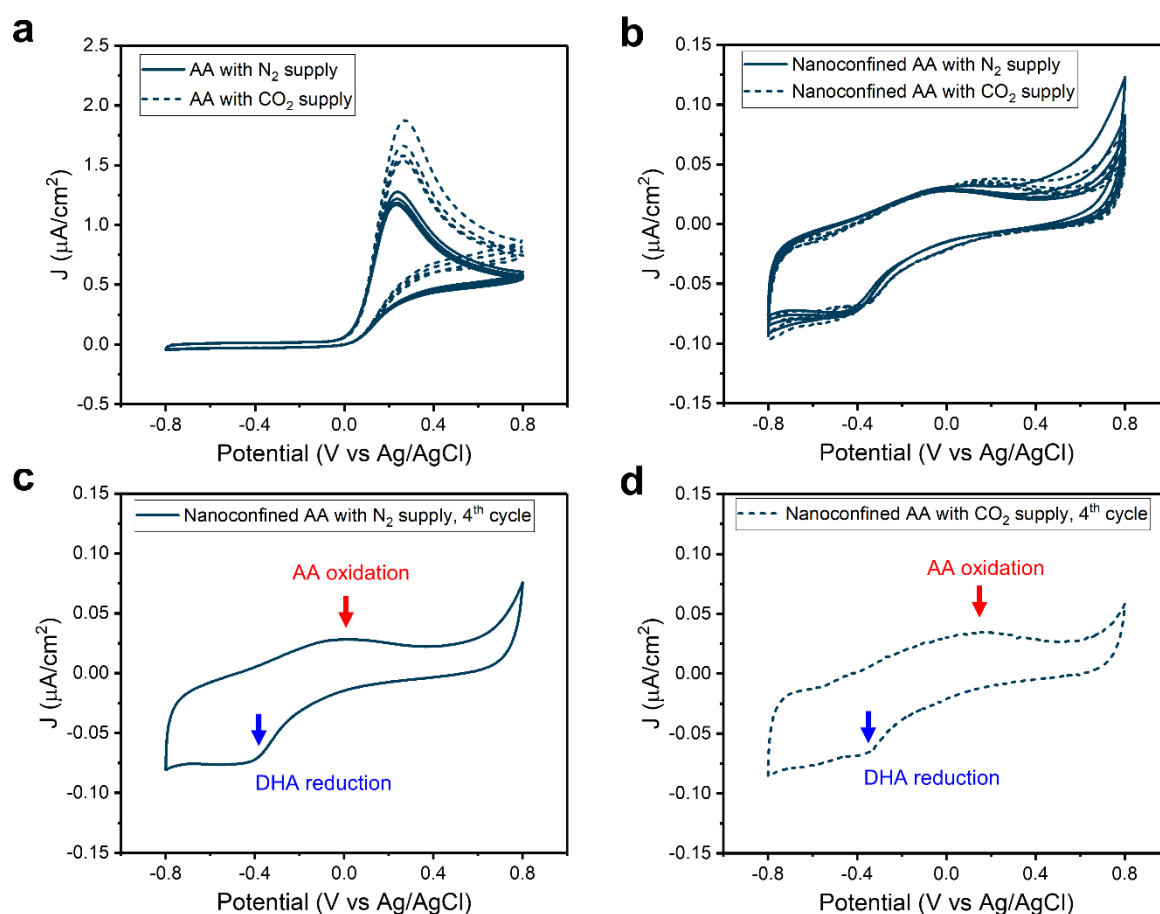 a
AA with N₂ supply
AA with CO₂ supply
2.5
2.0
1.5
1.0
0.5
0.0
-0.5
J (μA/cm²)
-0.8 -0.4 0.0 0.4 0.8
Potential (V vs Ag/AgCl)
b
Nanoconfined AA with N₂ supply
Nanoconfined AA with CO₂ supply
0.15
0.10
0.05
0.00
-0.05
-0.10
-0.15
J (μA/cm²)
-0.8 -0.4 0.0 0.4 0.8
Potential (V vs Ag/AgCl)
c
Nanoconfined AA with N₂ supply, 4th cycle
AA oxidation
DHA reduction
0.15
0.10
0.05
0.00
-0.05
-0.10
-0.15
J (μA/cm²)
-0.8 -0.4 0.0 0.4 0.8
Potential (V vs Ag/AgCl)
d
Nanoconfined AA with CO₂ supply, 4th cycle
AA oxidation
DHA reduction
0.15
0.10
0.05
0.00
-0.05
-0.10
-0.15
J (μA/cm²)
-0.8 -0.4 0.0 0.4 0.8
Potential (V vs Ag/AgCl)